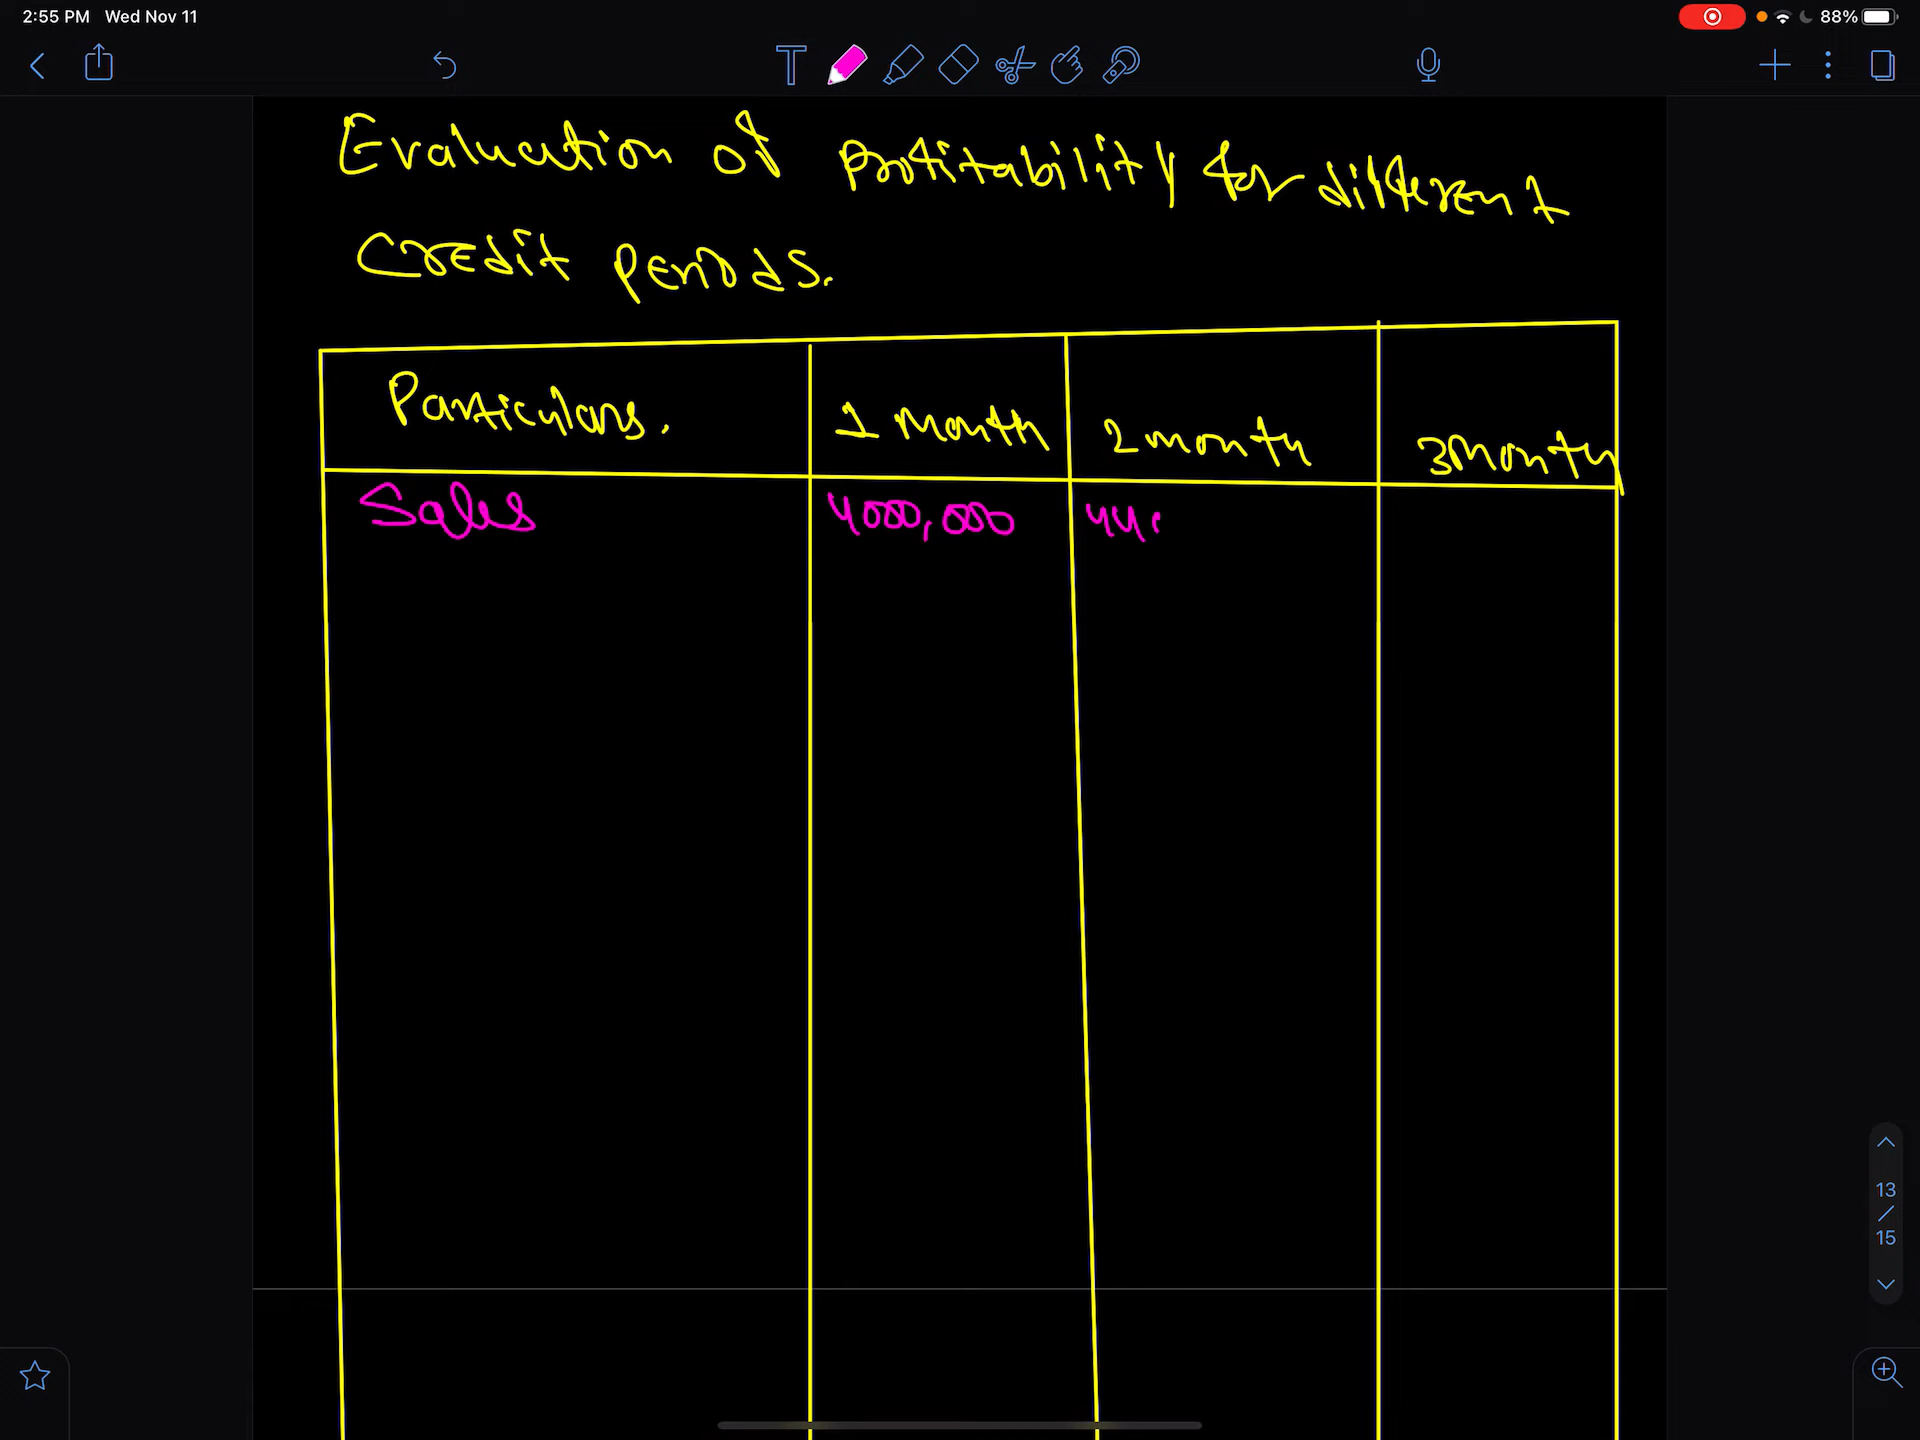 2:55 PM Wed Nov 11
88%
Evaluation of Profitability for different
Credit Periods.
Particulars. 1 Month 2 month 3 Month
Sales 4000,000 44
13
/
15